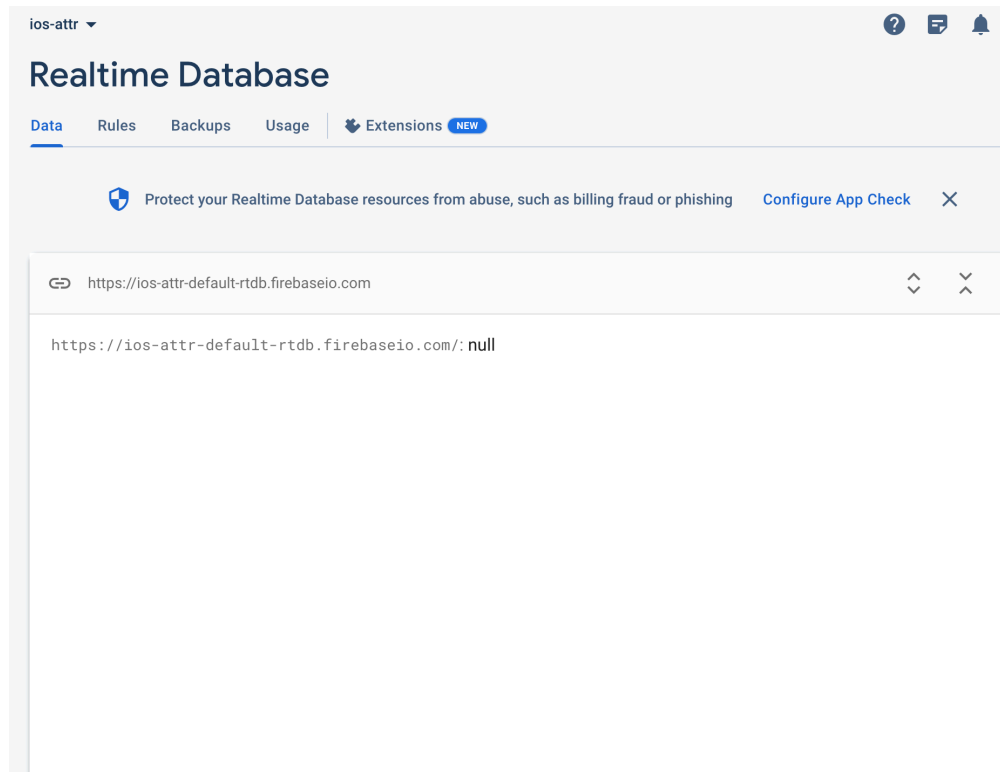 ios-attr
Realtime Database
Data Rules Backups Usage Extensions NEW
Protect your Realtime Database resources from abuse, such as billing fraud or phishing Configure App Check
https://ios-attr-default-rtdb.firebaseio.com
https://ios-attr-default-rtdb.firebaseio.com/: null